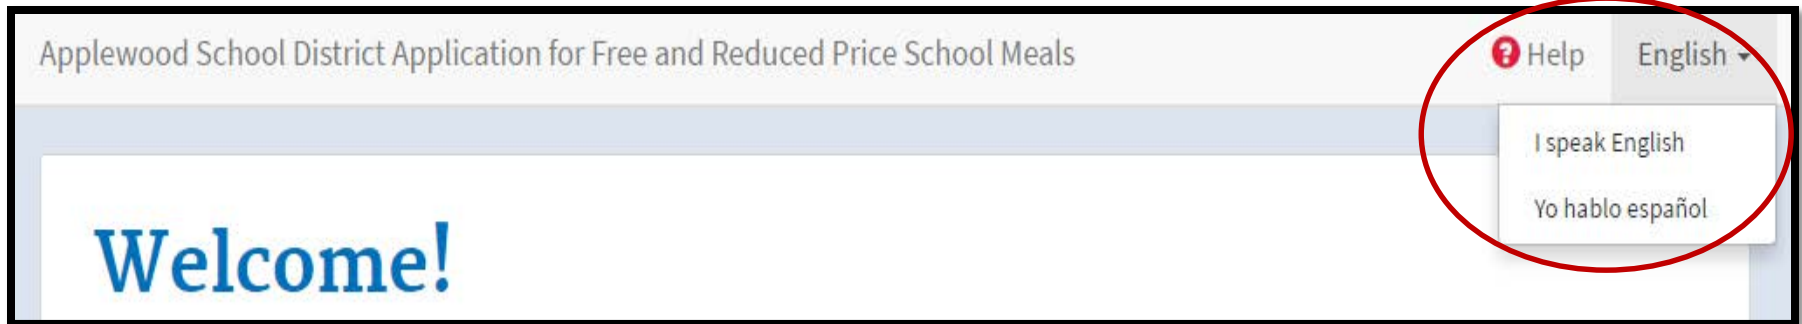 Applewood School District Application for Free and Reduced Price School Meals
Help
English
I speak English
Yo hablo español
Welcome!